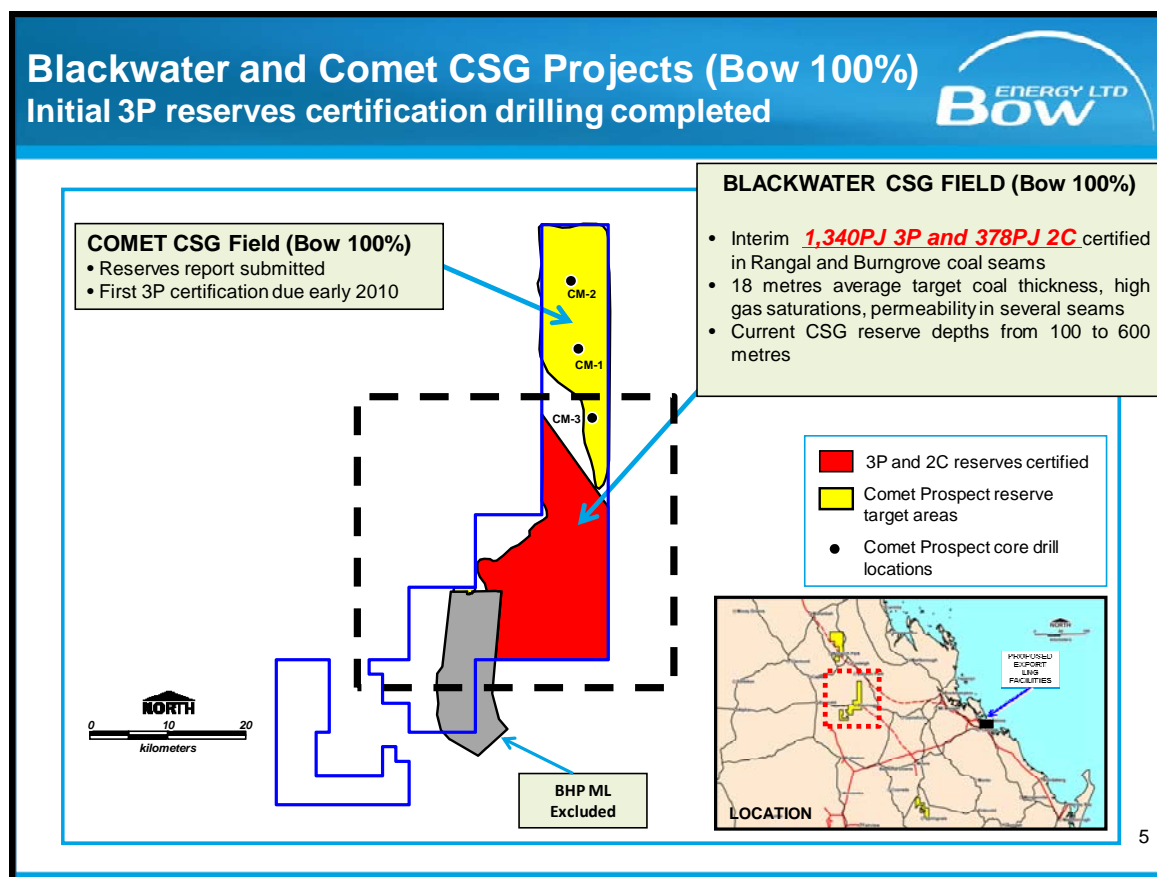 Blackwater and Comet CSG Projects (Bow 100%)
Initial 3P reserves certification drilling completed
ENERGY LTD
BOW
COMET CSG Field (Bow 100%)
• Reserves report submitted
• First 3P certification due early 2010
BLACKWATER CSG FIELD (Bow 100%)
• Interim 1,340PJ 3P and 378PJ 2C certified
in Rangal and Burngrove coal seams
• 18 metres average target coal thickness, high
gas saturations, permeability in several seams
• Current CSG reserve depths from 100 to 600
metres
CM-2
CM-1
CM-3
3P and 2C reserves certified
Comet Prospect reserve
target areas
Comet Prospect core drill
locations
NORTH
0 10 20
kilometers
BHP ML
Excluded
NORTH
PROPOSED
EXPORT
LNG
FACILITIES
LOCATION
5